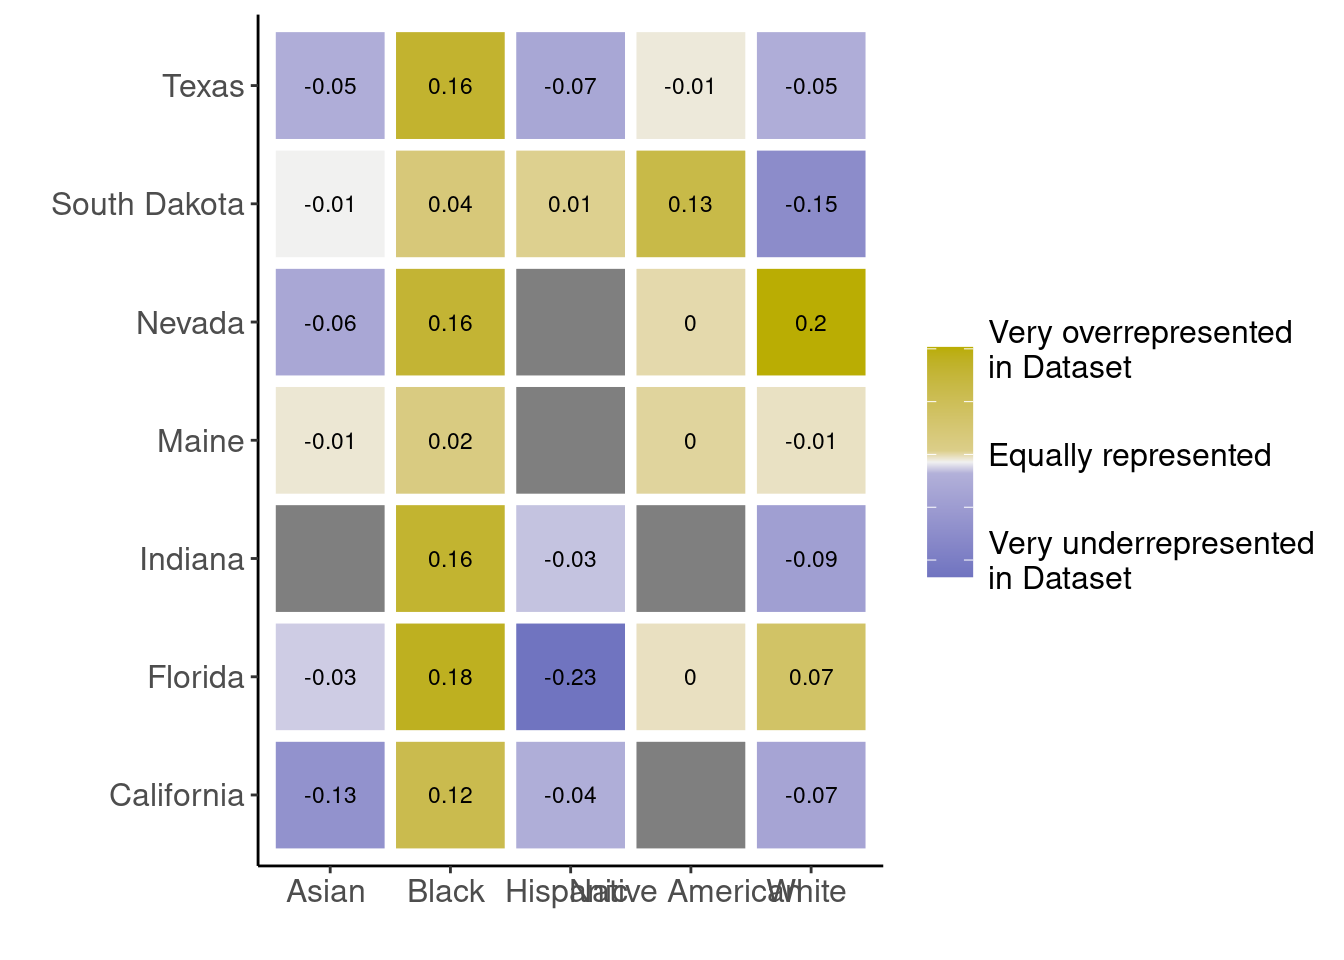 Texas -0.05 0.16 -0.07 -0.01 -0.05
South Dakota -0.01 0.04 0.01 0.13 -0.15
Nevada -0.06 0.16 0 0.2
Maine -0.01 0.02 0 -0.01
Indiana 0.16 -0.03 -0.09
Florida -0.03 0.18 -0.23 0 0.07
California -0.13 0.12 -0.04 -0.07
Asian Black Hispanic Native American White
Very overrepresented
in Dataset
Equally represented
Very underrepresented
in Dataset